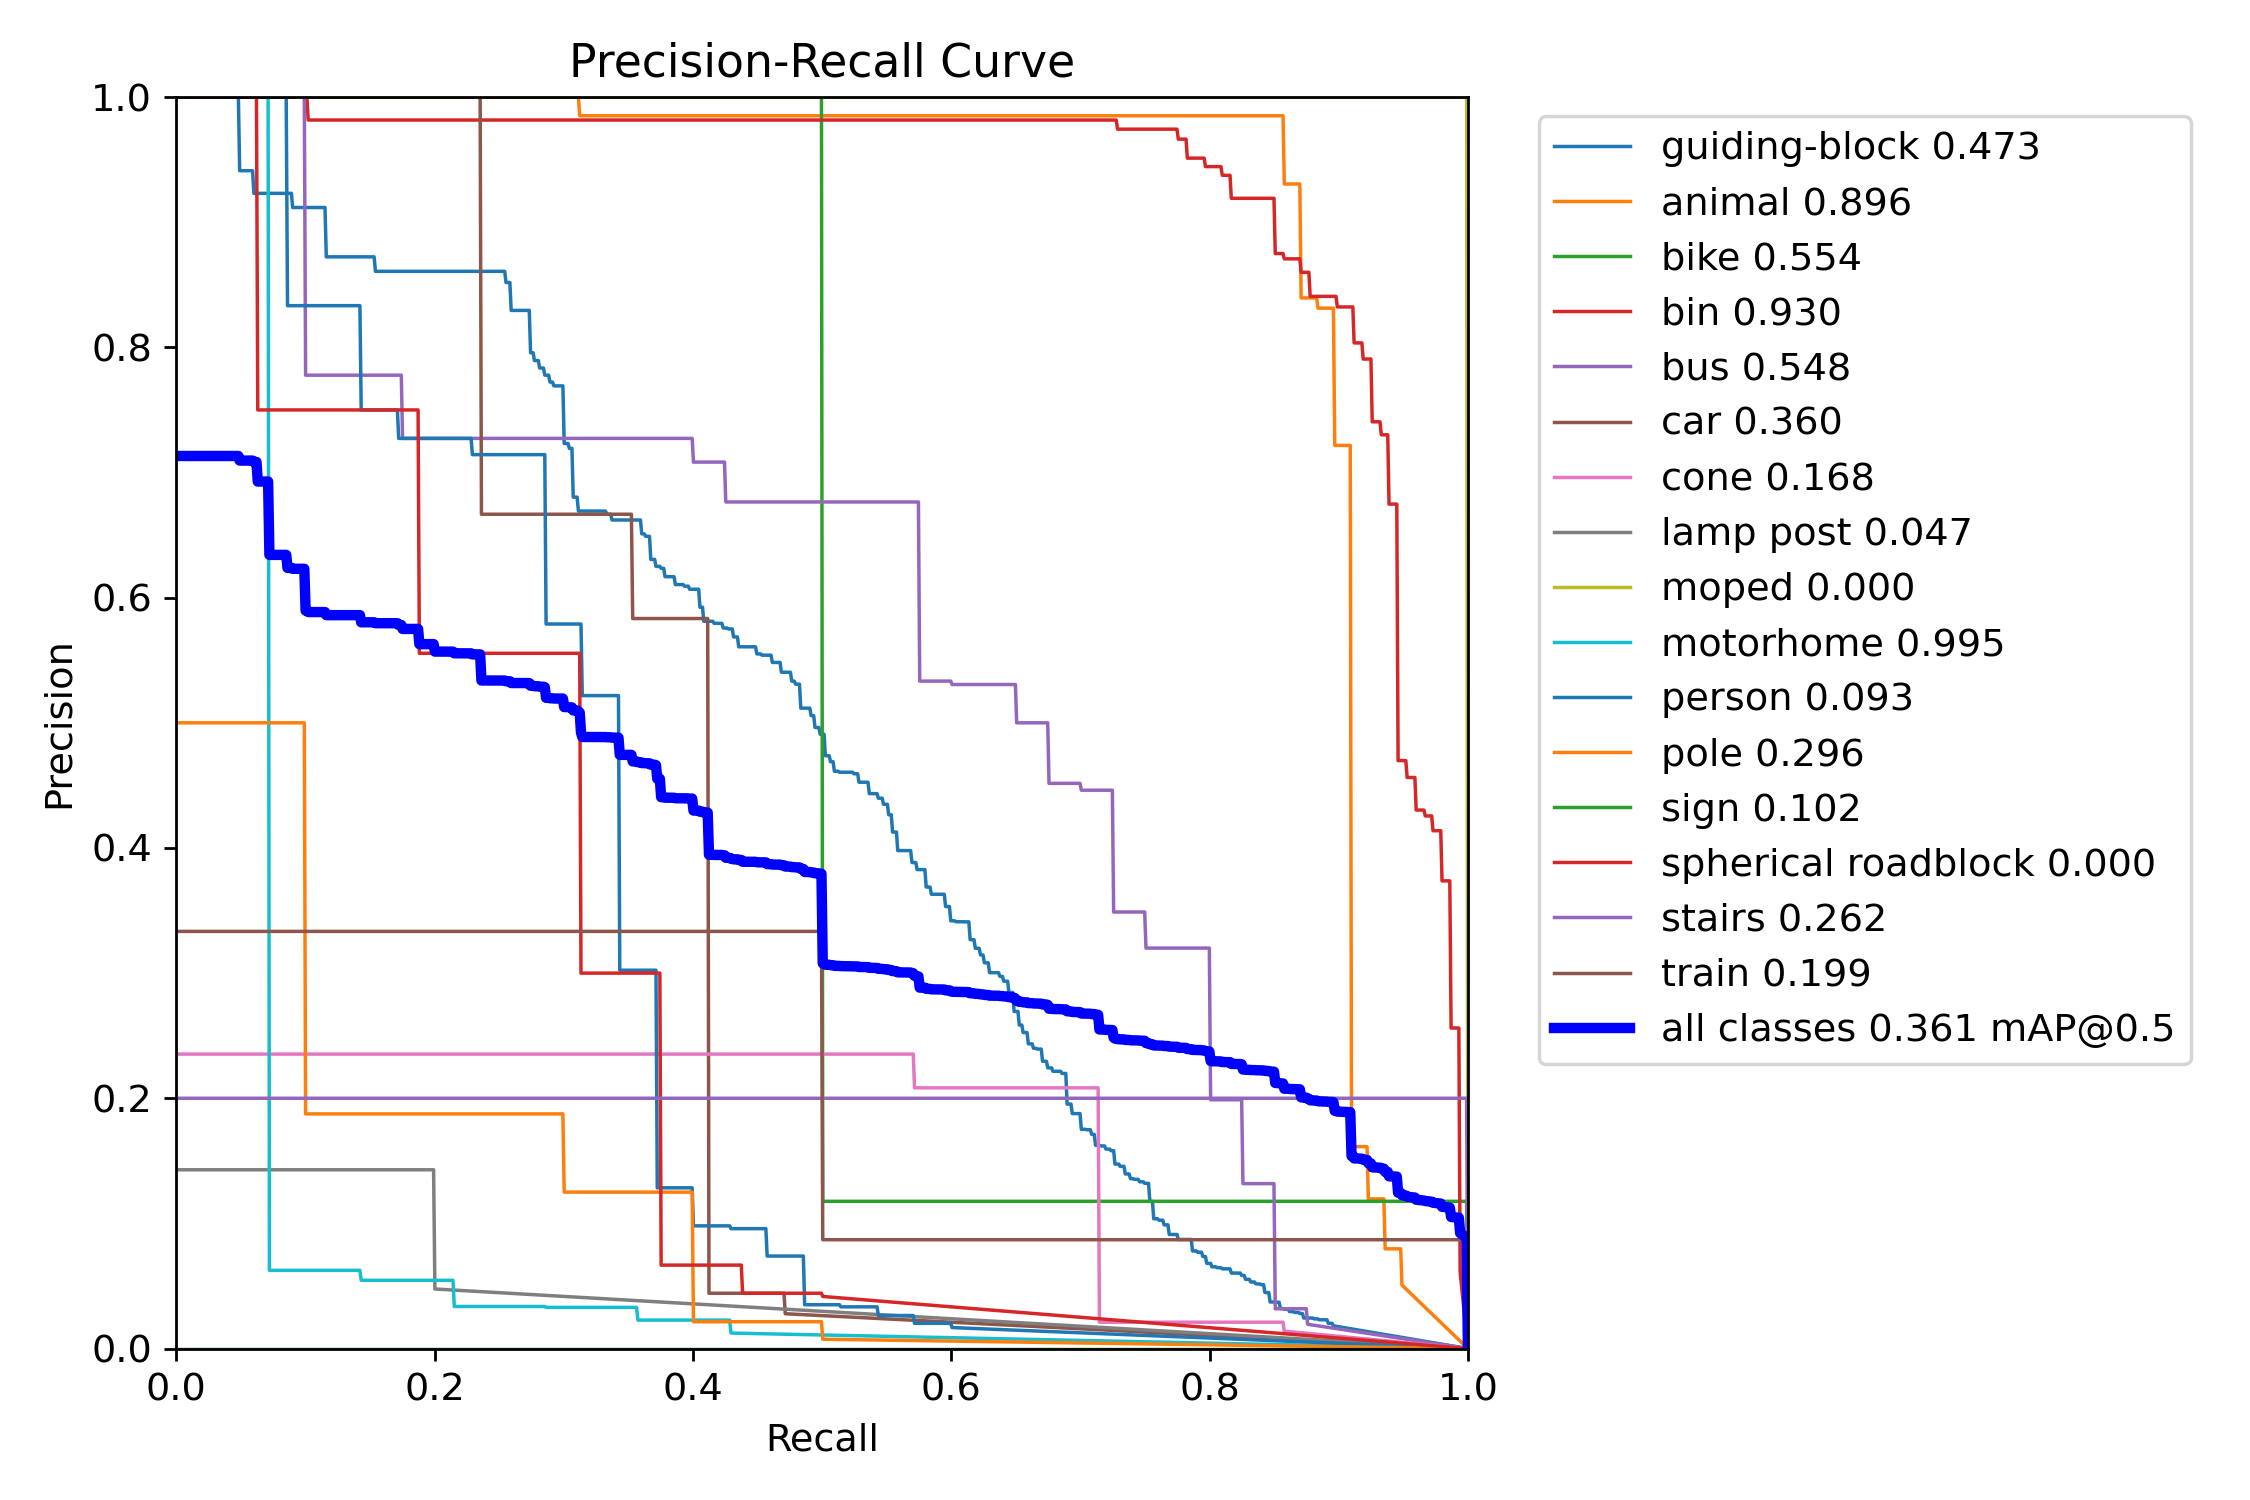 Precision-Recall Curve
1.0
0.8
0.6
0.4
0.2
0.0
Precision
0.0 0.2 0.4 0.6 0.8 1.0
Recall
guiding-block 0.473
animal 0.896
bike 0.554
bin 0.930
bus 0.548
car 0.360
cone 0.168
lamp post 0.047
moped 0.000
motorhome 0.995
person 0.093
pole 0.296
sign 0.102
spherical roadblock 0.000
stairs 0.262
train 0.199
all classes 0.361 mAP@0.5